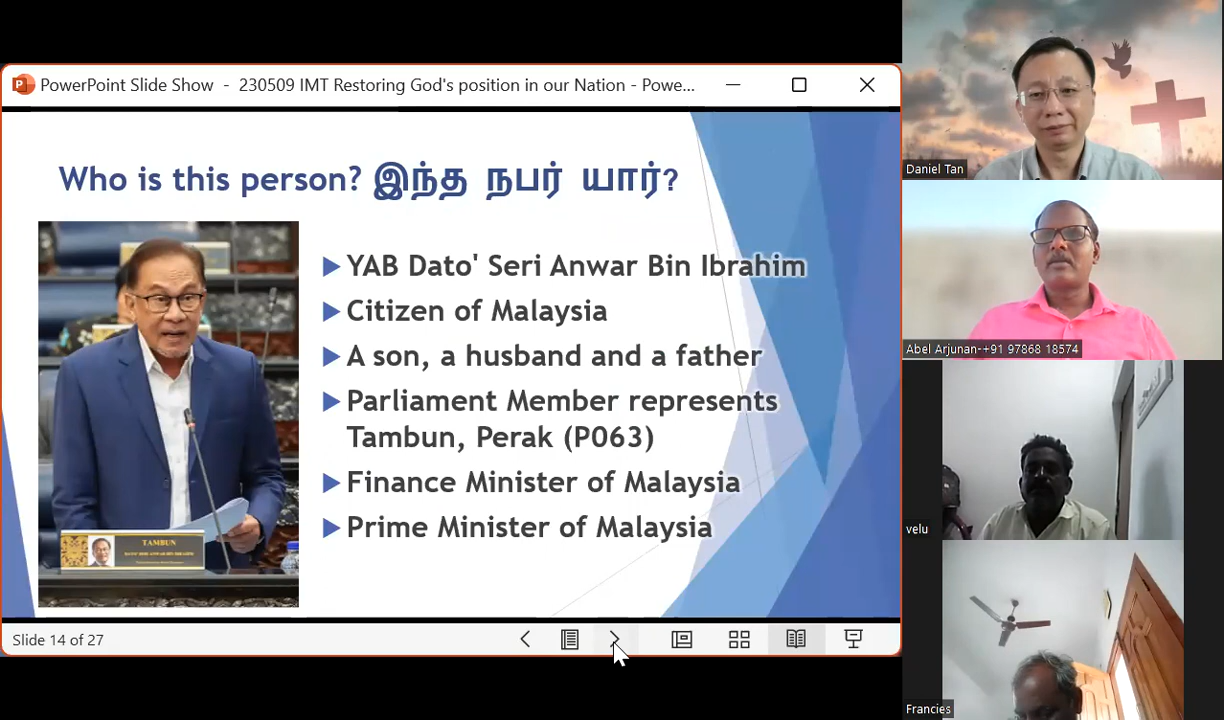 PowerPoint Slide Show - 230509 IMT Restoring God's position in our Nation - Powe...
Who is this person? இந்த நபர் யார்?
YAB Dato' Seri Anwar Bin Ibrahim
Citizen of Malaysia
A son, a husband and a father
Parliament Member represents
Tambun, Perak (P063)
Finance Minister of Malaysia
Prime Minister of Malaysia
TAMBUN
Slide 14 of 27
Daniel Tan
Abel Arjunan-+91 97868 18574
velu
Francies